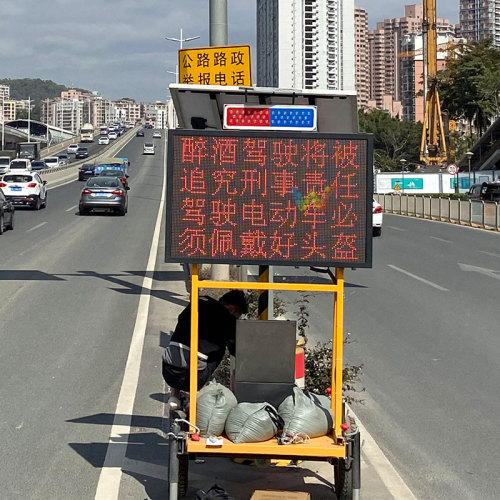 公路路政
举报电话
醉酒驾驶将被
追究刑事责任
驾驶电动车必
须佩戴好头盔